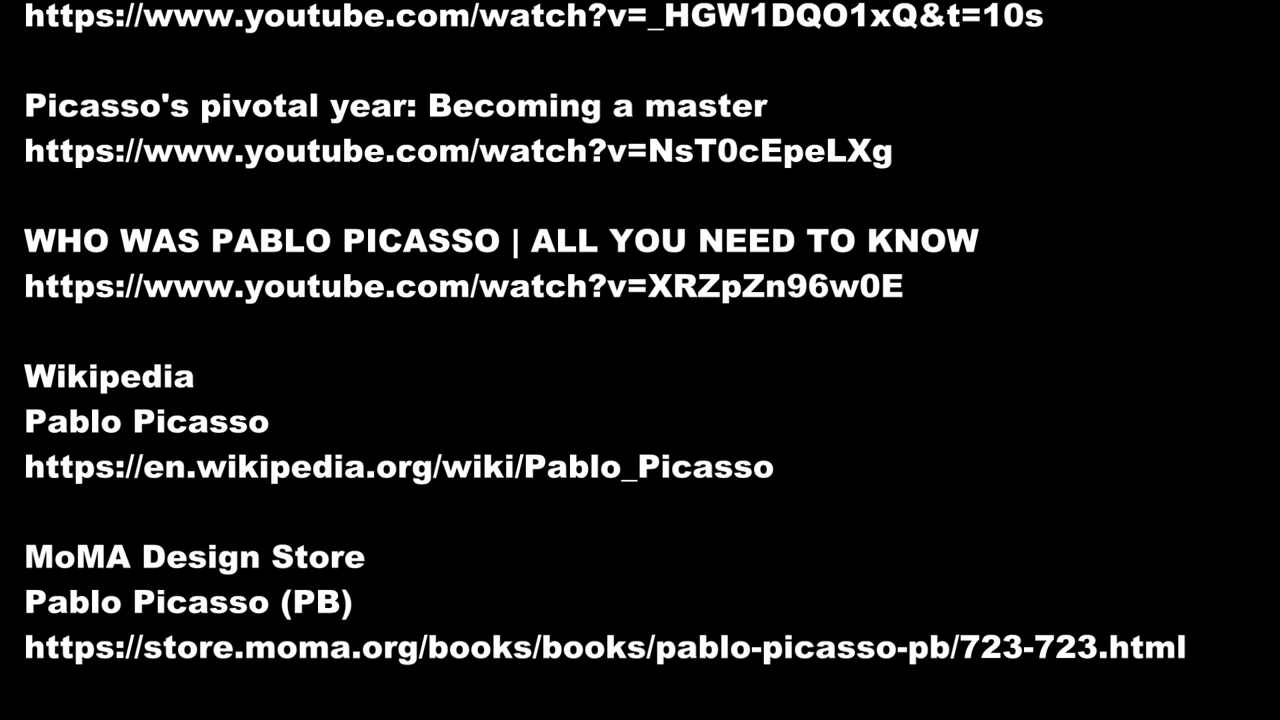 https://www.youtube.com/watch?v=_HGW1DQO1xQ&t=10s
Picasso's pivotal year: Becoming a master
https://www.youtube.com/watch?v=NsT0cEpeLXg
WHO WAS PABLO PICASSO | ALL YOU NEED TO KNOW
https://www.youtube.com/watch?v=XRZpZn96w0E
Wikipedia
Pablo Picasso
https://en.wikipedia.org/wiki/Pablo_Picasso
MoMA Design Store
Pablo Picasso (PB)
https://store.moma.org/books/books/pablo-picasso-pb/723-723.html